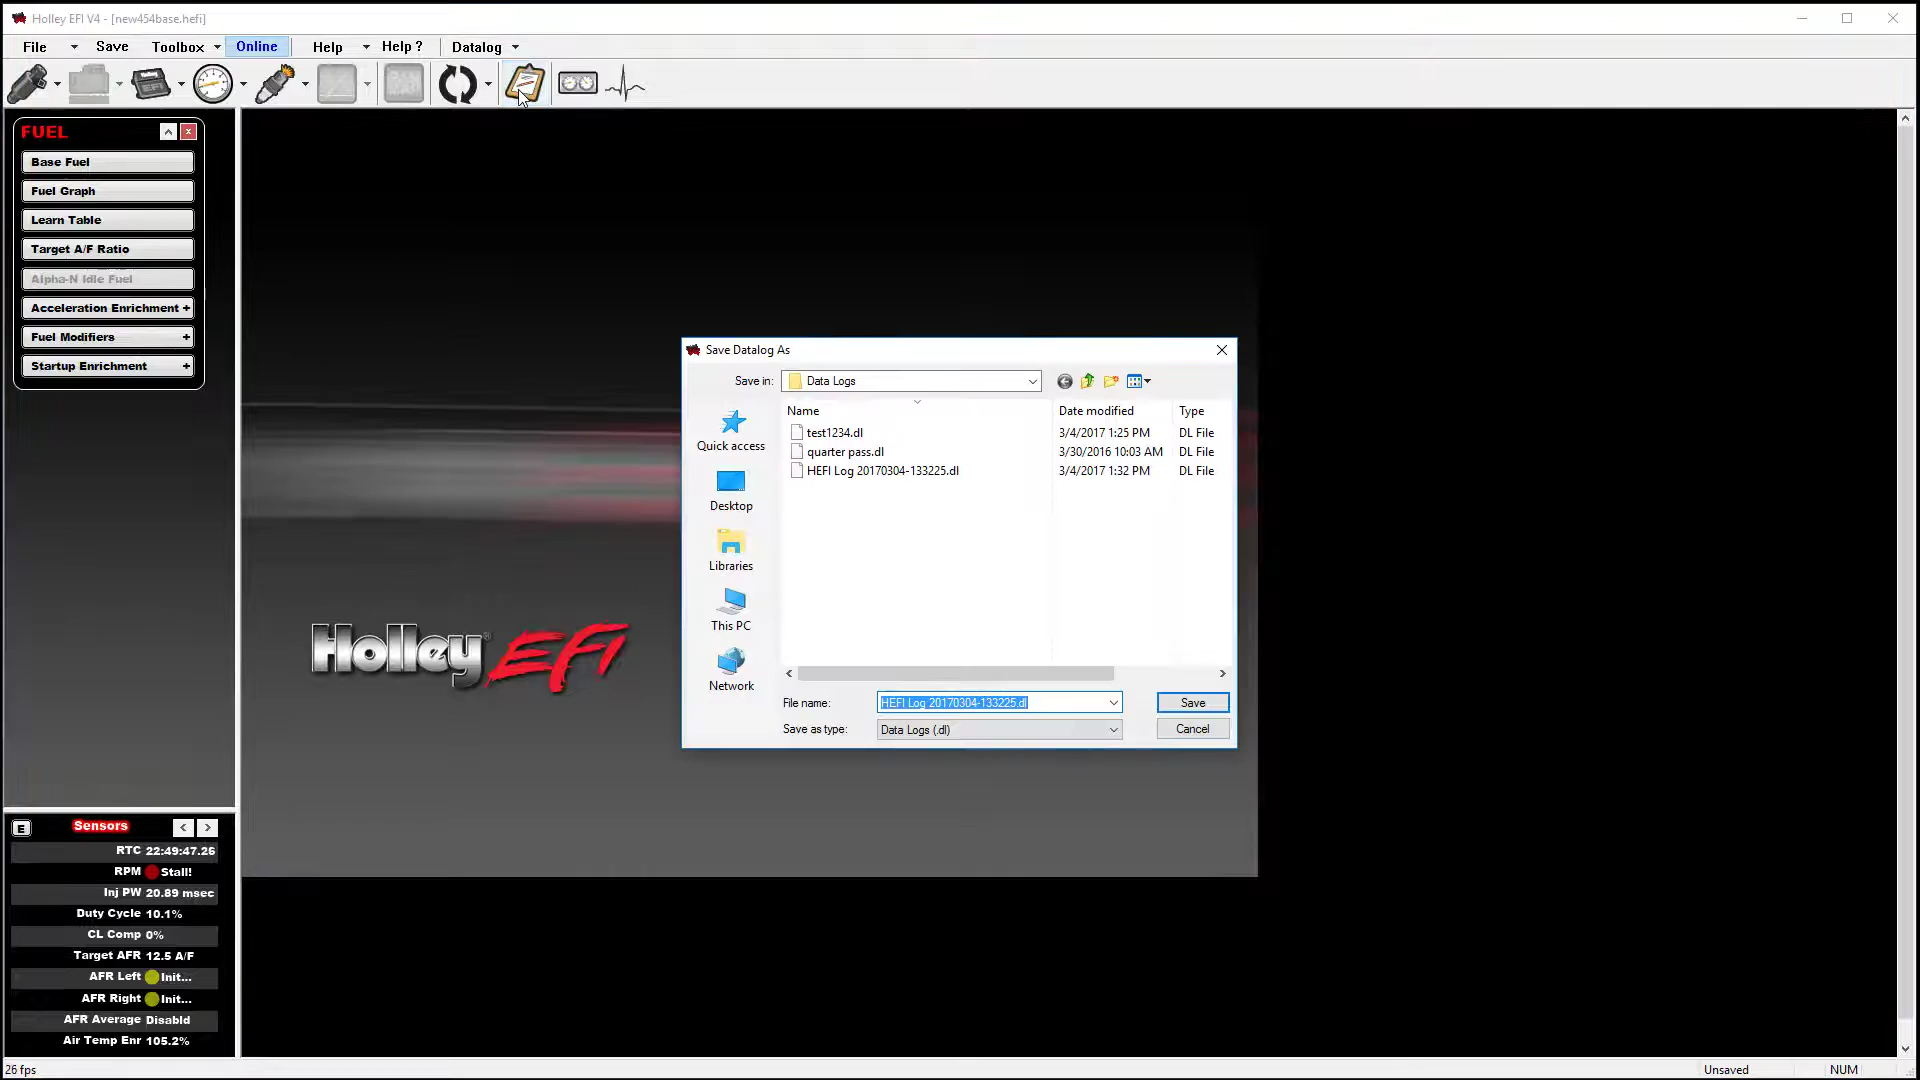 Holley EFI V4 - [new454base.hefi]
File Save Toolbox Online Help Help ? Datalog
FUEL
Base Fuel
Fuel Graph
Learn Table
Target A/F Ratio
Alpha-N Idle Fuel
Acceleration Enrichment +
Fuel Modifiers +
Startup Enrichment +
Save Datalog As
Save in: Data Logs
Quick access
Desktop
Libraries
This PC
Network
Name Date modified Type
test1234.dl 3/4/2017 1:25 PM DL File
quarter pass.dl 3/30/2016 10:03 AM DL File
HEFI Log 20170304-133225.dl 3/4/2017 1:32 PM DL File
File name: HEFI Log 20170304-133225.dl Save
Save as type: Data Logs (.dl) Cancel
Holley® EFI
E Sensors < >
RTC 22:49:47.26
RPM Stall!
Inj PW 20.89 msec
Duty Cycle 10.1%
CL Comp 0%
Target AFR 12.5 A/F
AFR Left Init...
AFR Right Init...
AFR Average Disabld
Air Temp Enr 105.2%
26 fps Unsaved NUM